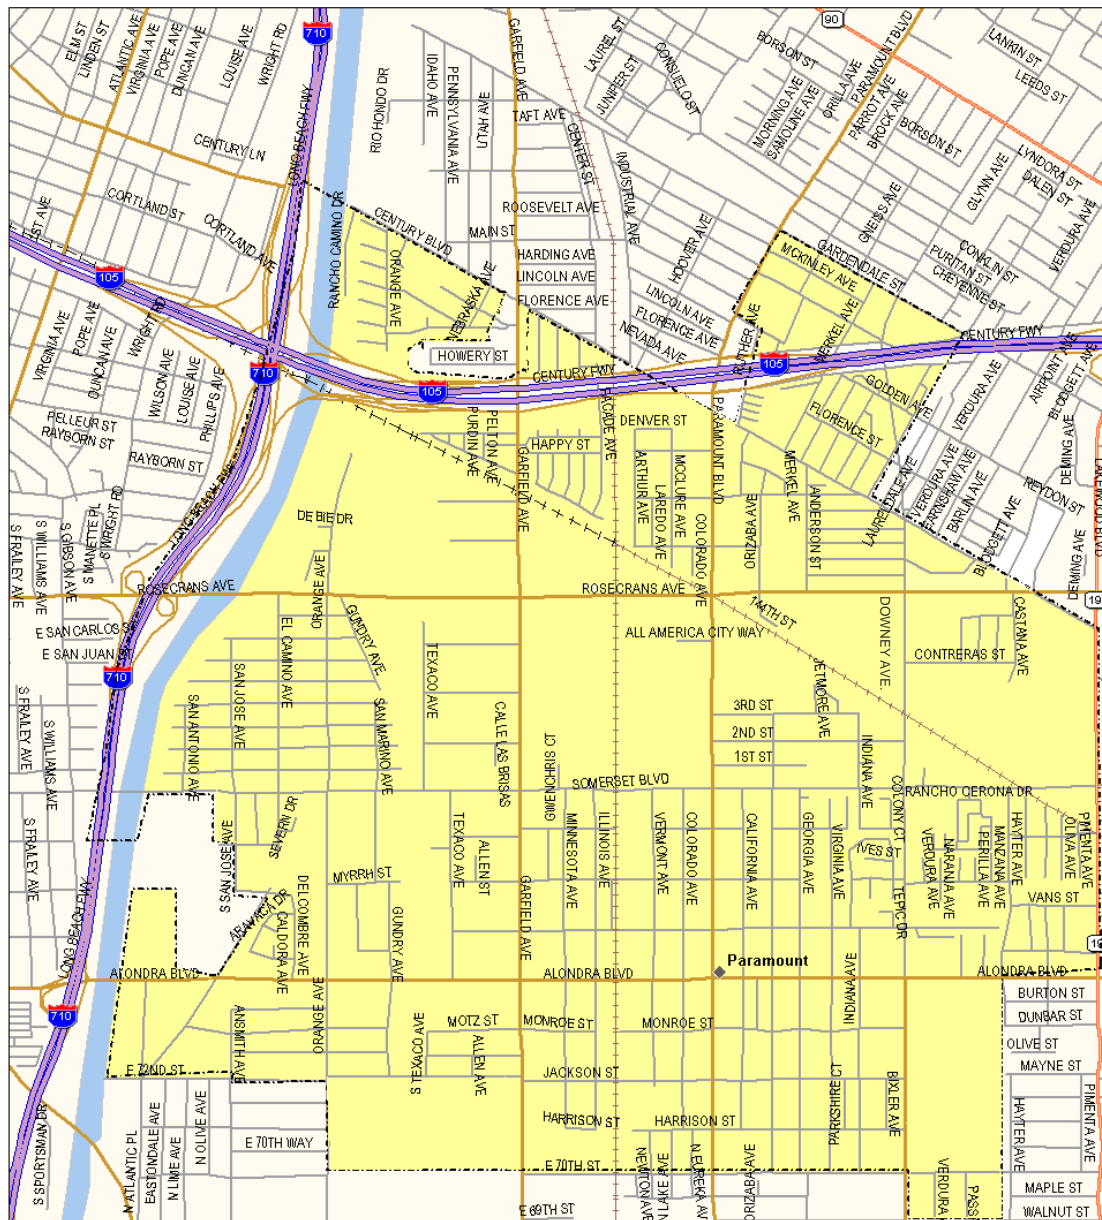 710
90
ELM ST
LINDEN ST
ATLANTIC AVE
VIRGINIA AVE
POPE AVE
DUNCAN AVE
LOUISE AVE
WRIGHT RD
LONG BEACH FWY
RIO HONDO DR
IDAHO AVE
PENNSYLVANIA AVE
UTAH AVE
GARFIELD AVE
TAFT AVE
CENTER ST
INDUSTRIAL AVE
LAUREL ST
JUNIFER ST
CONSUELO ST
BORSON ST
MORNING AVE
SAMOLINE AVE
ORILLA AVE
PARAMOUNT BLVD
PARROT AVE
BROCK AVE
LANKIN ST
LEEDS ST
BORSON ST
LYNDORA ST
DALEN ST
GLYNN AVE
VERDURA AVE
GNEISS AVE
CONKLIN ST
PURITAN ST
CHEYENNE ST
CENTURY LN
CORTLAND ST
CORTLAND AVE
1ST AVE
RANCHO CAMINO DR
CENTURY BLVD
MAIN ST
ROOSEVELT AVE
HARDING AVE
LINCOLN AVE
FLORENCE AVE
HOOVER AVE
LINCOLN AVE
FLORENCE AVE
NEVADA AVE
GARDENDALE ST
MCKINLEY AVE
MERKEL AVE
CENTURY FWY
105
ORANGE AVE
NEBRASKA AVE
HOWERY ST
CENTURY FWY
105
105
710
VIRGINIA AVE
POPE AVE
DUNCAN AVE
WRIGHT RD
WILSON AVE
LOUISE AVE
PHILLIPS AVE
PELLEUR ST
RAYBORN ST
RAYBORN ST
S MANETTE PL
S WRIGHT RD
S GIBSON AVE
S WILLIAMS AVE
S FRAILEY AVE
PURDIN AVE
PELTON AVE
GARFIELD AVE
HAPPY ST
FACADE AVE
DENVER ST
PARAMOUNT BLVD
ARTHUR AVE
LAREDO AVE
MCCLURE AVE
COLORADO AVE
ORIZABA AVE
MERKEL AVE
ANDERSON ST
GOLDEN AVE
FLORENCE ST
LAURELDALE AVE
VERDURA AVE
EARNSHAW AVE
BARLIN AVE
BLODGETT AVE
VERDURA AVE
AIRPOINT AVE
BLODGETT AVE
DEMING AVE
REYDON ST
DEMING AVE
LAKEWOOD BLVD
DE BIE DR
ORANGE AVE
ROSECRANS AVE
ROSECRANS AVE
19
E SAN CARLOS S
E SAN JUAN ST
710
EL CAMINO AVE
GUNDRY AVE
SAN JOSE AVE
SAN ANTONIO AVE
SAN MARINO AVE
TEXACO AVE
CALLE LAS BRISAS
GWENCHRIS CT
ALL AMERICA CITY WAY
144TH ST
DOWNEY AVE
CASTANA AVE
CONTRERAS ST
JETMORE AVE
3RD ST
2ND ST
1ST ST
INDIANA AVE
S FRAILEY AVE
S WILLIAMS AVE
S FRAILEY AVE
SOMERSET BLVD
RANCHO CERONA DR
S SAN JOSE AVE
SEVERN DR
MYRRH ST
TEXACO AVE
ALLEN ST
GARFIELD AVE
MINNESOTA AVE
ILLINOIS AVE
VERMONT AVE
COLORADO AVE
CALIFORNIA AVE
GEORGIA AVE
VIRGINIA AVE
COLONY CT
IVES ST
TEPIC DR
VERDURA AVE
NARANJA AVE
PERILLA AVE
MANZANA AVE
HAYTER AVE
OLIVA AVE
PIMENTA AVE
VANS ST
LONG BEACH FWY
ARAVACA DR
CALDORA AVE
DELCOMBRE AVE
GUNDRY AVE
ALONDRA BLVD
ALONDRA BLVD
Paramount
ALONDRA BLVD
19
710
BURTON ST
DUNBAR ST
OLIVE ST
MAYNE ST
E 72ND ST
BAYSMITH AVE
ORANGE AVE
S TEXACO AVE
MOTZ ST
ALLEN AVE
MONROE ST
MONROE ST
INDIANA AVE
JACKSON ST
HARRISON ST
HARRISON ST
PARKSHIRE CT
BIXLER AVE
HAYTER AVE
PIMENTA AVE
S SPORTSMAN DR
N ATLANTIC PL
EASTONDALE AVE
N LIME AVE
N OLIVE AVE
E 70TH WAY
E 70TH ST
E 69TH ST
NEWTON AVE
N LAKE AVE
N EUREKA AVE
ORIZABA AVE
VERDURA
PASS
MAPLE ST
WALNUT ST